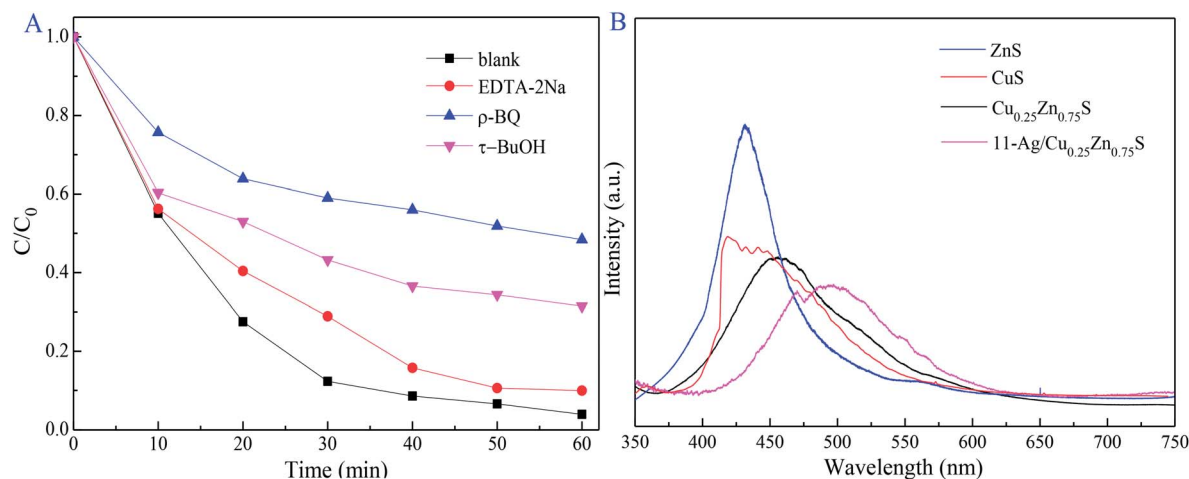 A
1.0
0.8
0.6
0.4
0.2
0.0
C/C₀
0
10
20
30
40
50
60
Time (min)
blank
EDTA-2Na
ρ-BQ
τ-BuOH
B
Intensity (a.u.)
ZnS
CuS
Cu₀.₂₅Zn₀.₇₅S
11-Ag/Cu₀.₂₅Zn₀.₇₅S
350
400
450
500
550
600
650
700
750
Wavelength (nm)